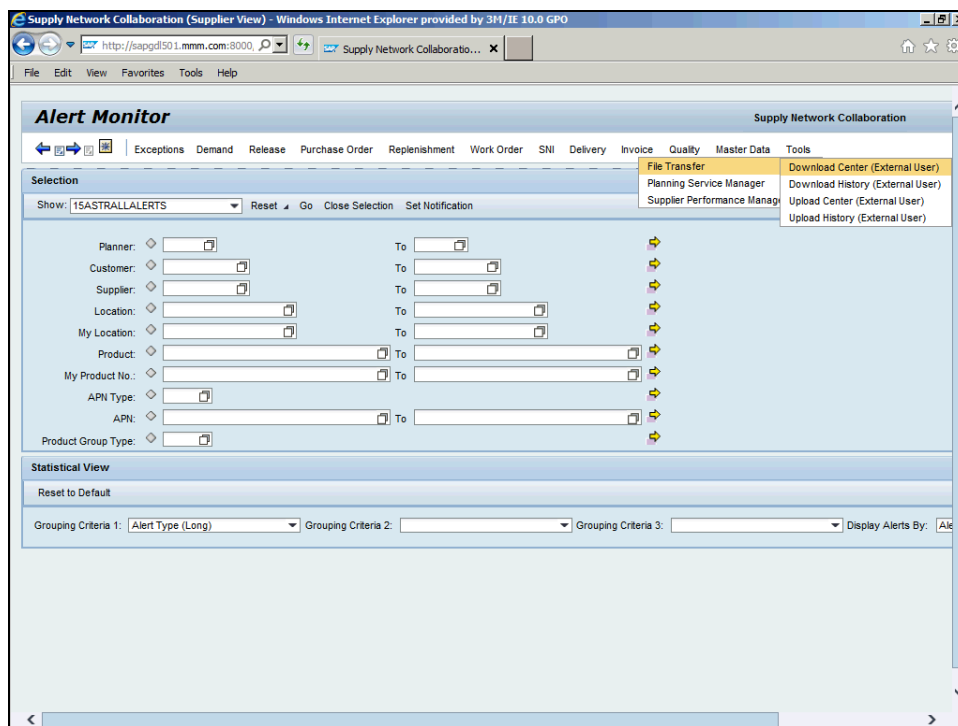 Supply Network Collaboration (Supplier View) - Windows Internet Explorer provided by 3M/IE 10.0 GPO
http://sapgdl501.mmm.com:8000, Supply Network Collaboratio...
File Edit View Favorites Tools Help
Alert Monitor Supply Network Collaboration
Exceptions Demand Release Purchase Order Replenishment Work Order SNI Delivery Invoice Quality Master Data Tools
File Transfer Download Center (External User)
Planning Service Manager Download History (External User)
Supplier Performance Manag Upload Center (External User)
Upload History (External User)
Selection
Show: 15ASTRALLALERTS Reset Go Close Selection Set Notification
Planner: To
Customer: To
Supplier: To
Location: To
My Location: To
Product: To
My Product No.: To
APN Type:
APN: To
Product Group Type:
Statistical View
Reset to Default
Grouping Criteria 1: Alert Type (Long) Grouping Criteria 2: Grouping Criteria 3: Display Alerts By: Ale